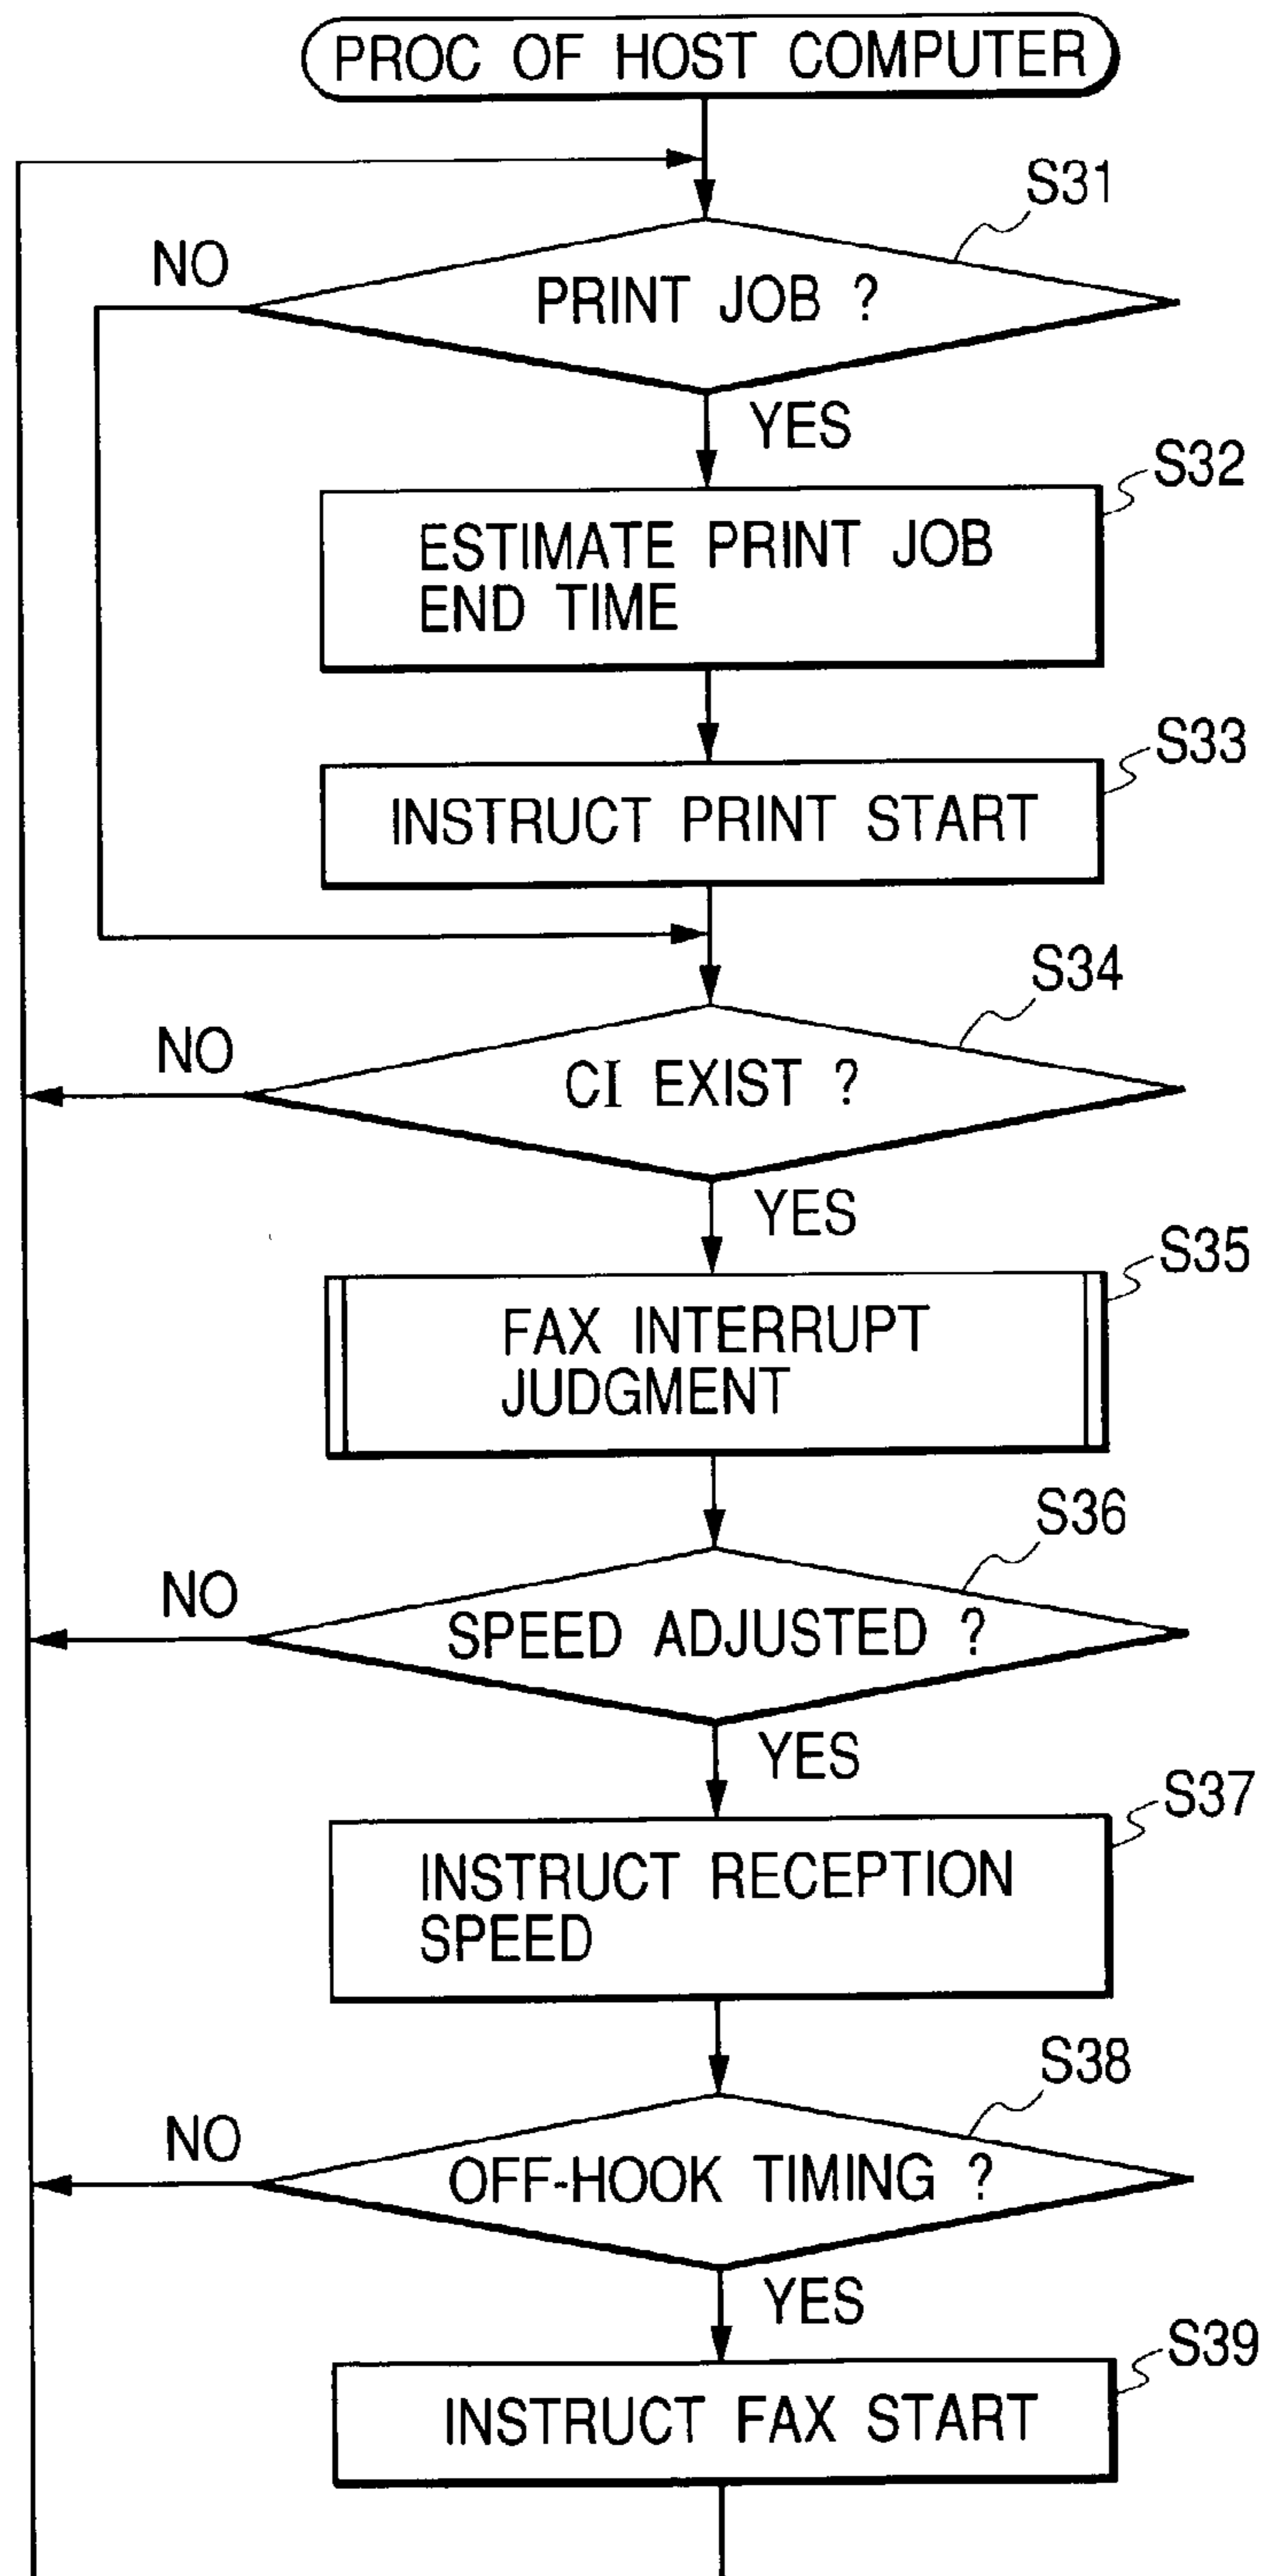 PROC OF HOST COMPUTER
S31
NO
PRINT JOB ?
YES
S32
ESTIMATE PRINT JOB
END TIME
S33
INSTRUCT PRINT START
S34
NO
CI EXIST ?
YES
S35
FAX INTERRUPT
JUDGMENT
S36
NO
SPEED ADJUSTED ?
YES
S37
INSTRUCT RECEPTION
SPEED
S38
NO
OFF-HOOK TIMING ?
YES
S39
INSTRUCT FAX START